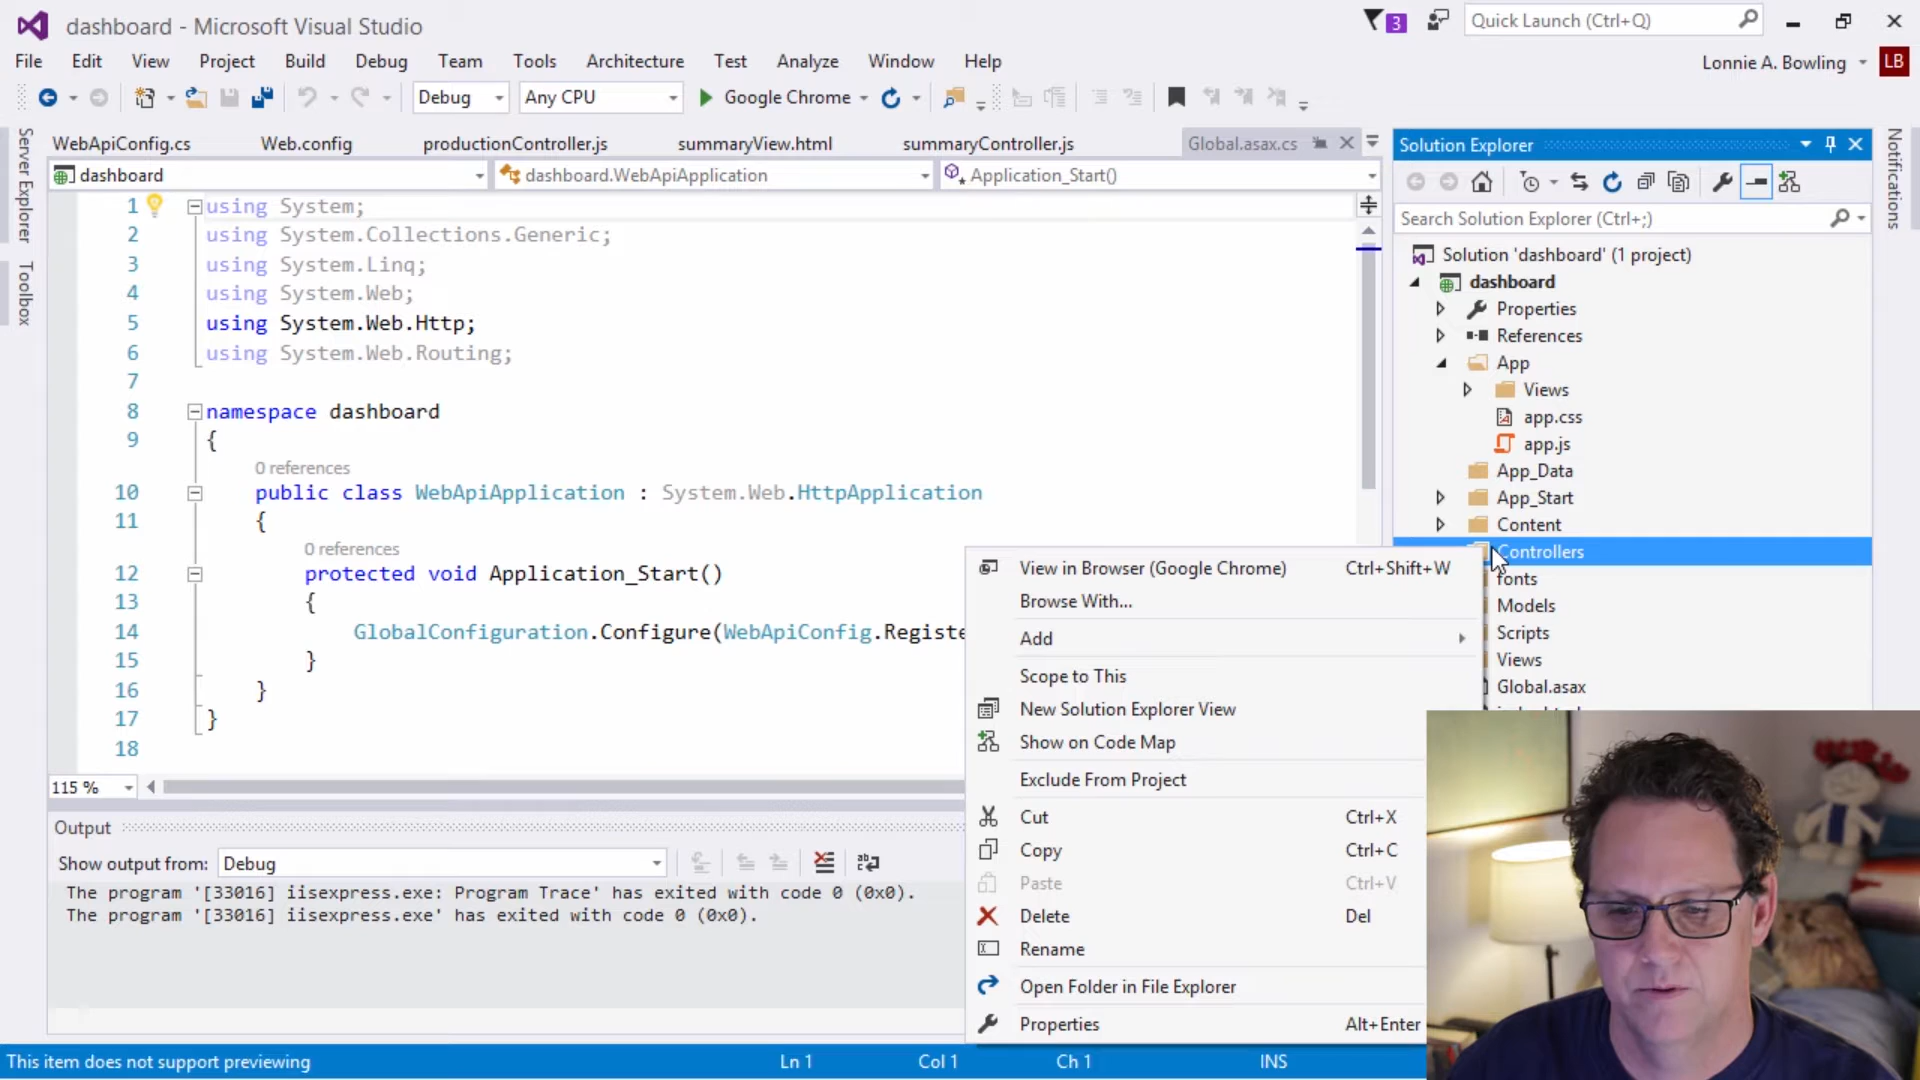 dashboard - Microsoft Visual Studio
3
Quick Launch (Ctrl+Q)
File Edit View Project Build Debug Team Tools Architecture Test Analyze Window Help
Lonnie A. Bowling LB
Debug Any CPU Google Chrome
Server Explorer
Toolbox
WebApiConfig.cs Web.config productionController.js summaryView.html summaryController.js Global.asax.cs
dashboard dashboard.WebApiApplication Application_Start()
1 using System;
2 using System.Collections.Generic;
3 using System.Linq;
4 using System.Web;
5 using System.Web.Http;
6 using System.Web.Routing;
7
8 namespace dashboard
9 {
0 references
10 public class WebApiApplication : System.Web.HttpApplication
11 {
0 references
12 protected void Application_Start()
13 {
14 GlobalConfiguration.Configure(WebApiConfig.Registe
15 }
16 }
17 }
18
115 %
Output
Show output from: Debug
The program '[33016] iisexpress.exe: Program Trace' has exited with code 0 (0x0).
The program '[33016] iisexpress.exe' has exited with code 0 (0x0).
View in Browser (Google Chrome) Ctrl+Shift+W
Browse With...
Add
Scope to This
New Solution Explorer View
Show on Code Map
Exclude From Project
Cut Ctrl+X
Copy Ctrl+C
Paste Ctrl+V
Delete Del
Rename
Open Folder in File Explorer
Properties Alt+Enter
Solution Explorer
Search Solution Explorer (Ctrl+;)
Solution 'dashboard' (1 project)
dashboard
Properties
References
App
Views
app.css
app.js
App_Data
App_Start
Content
Controllers
fonts
Models
Scripts
Views
Global.asax
Notifications
This item does not support previewing Ln 1 Col 1 Ch 1 INS